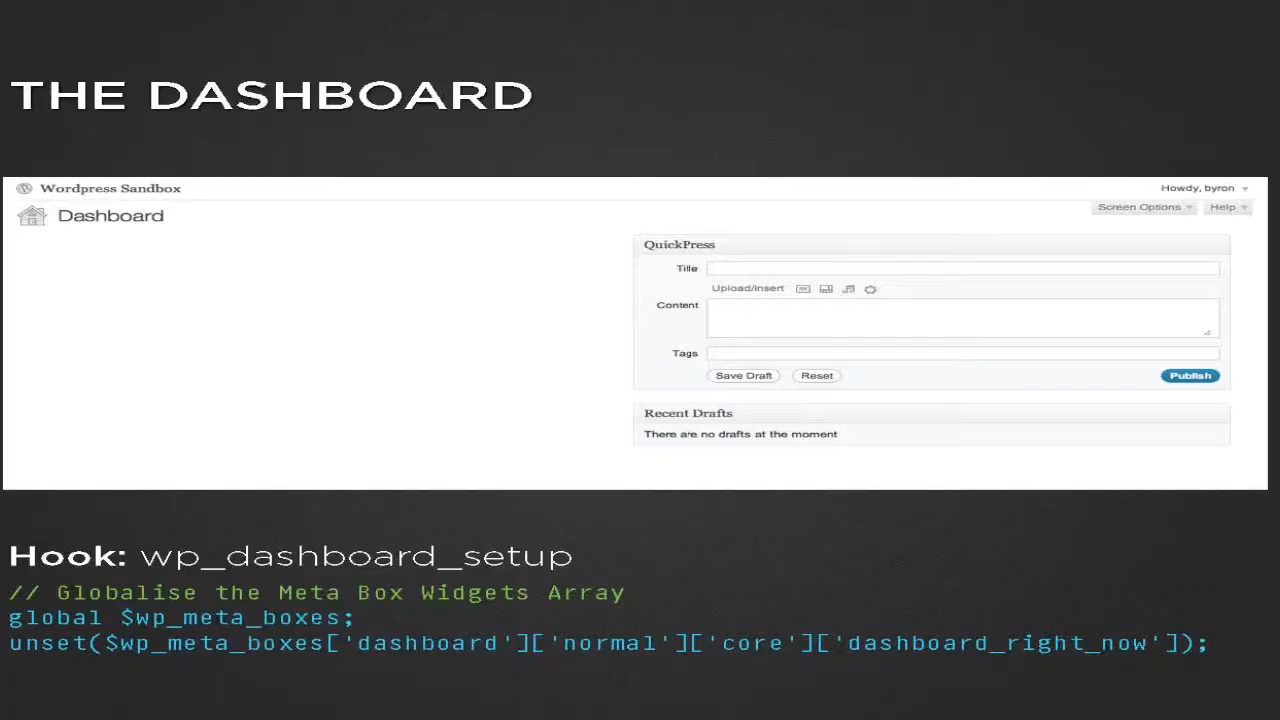 THE DASHBOARD
Wordpress Sandbox
Howdy, byron
Dashboard
Screen Options
Help
QuickPress
Title
Upload/Insert
Content
Tags
Save Draft
Reset
Publish
Recent Drafts
There are no drafts at the moment
Hook: wp_dashboard_setup
// Globalise the Meta Box Widgets Array
global $wp_meta_boxes;
unset($wp_meta_boxes['dashboard']['normal']['core']['dashboard_right_now']);